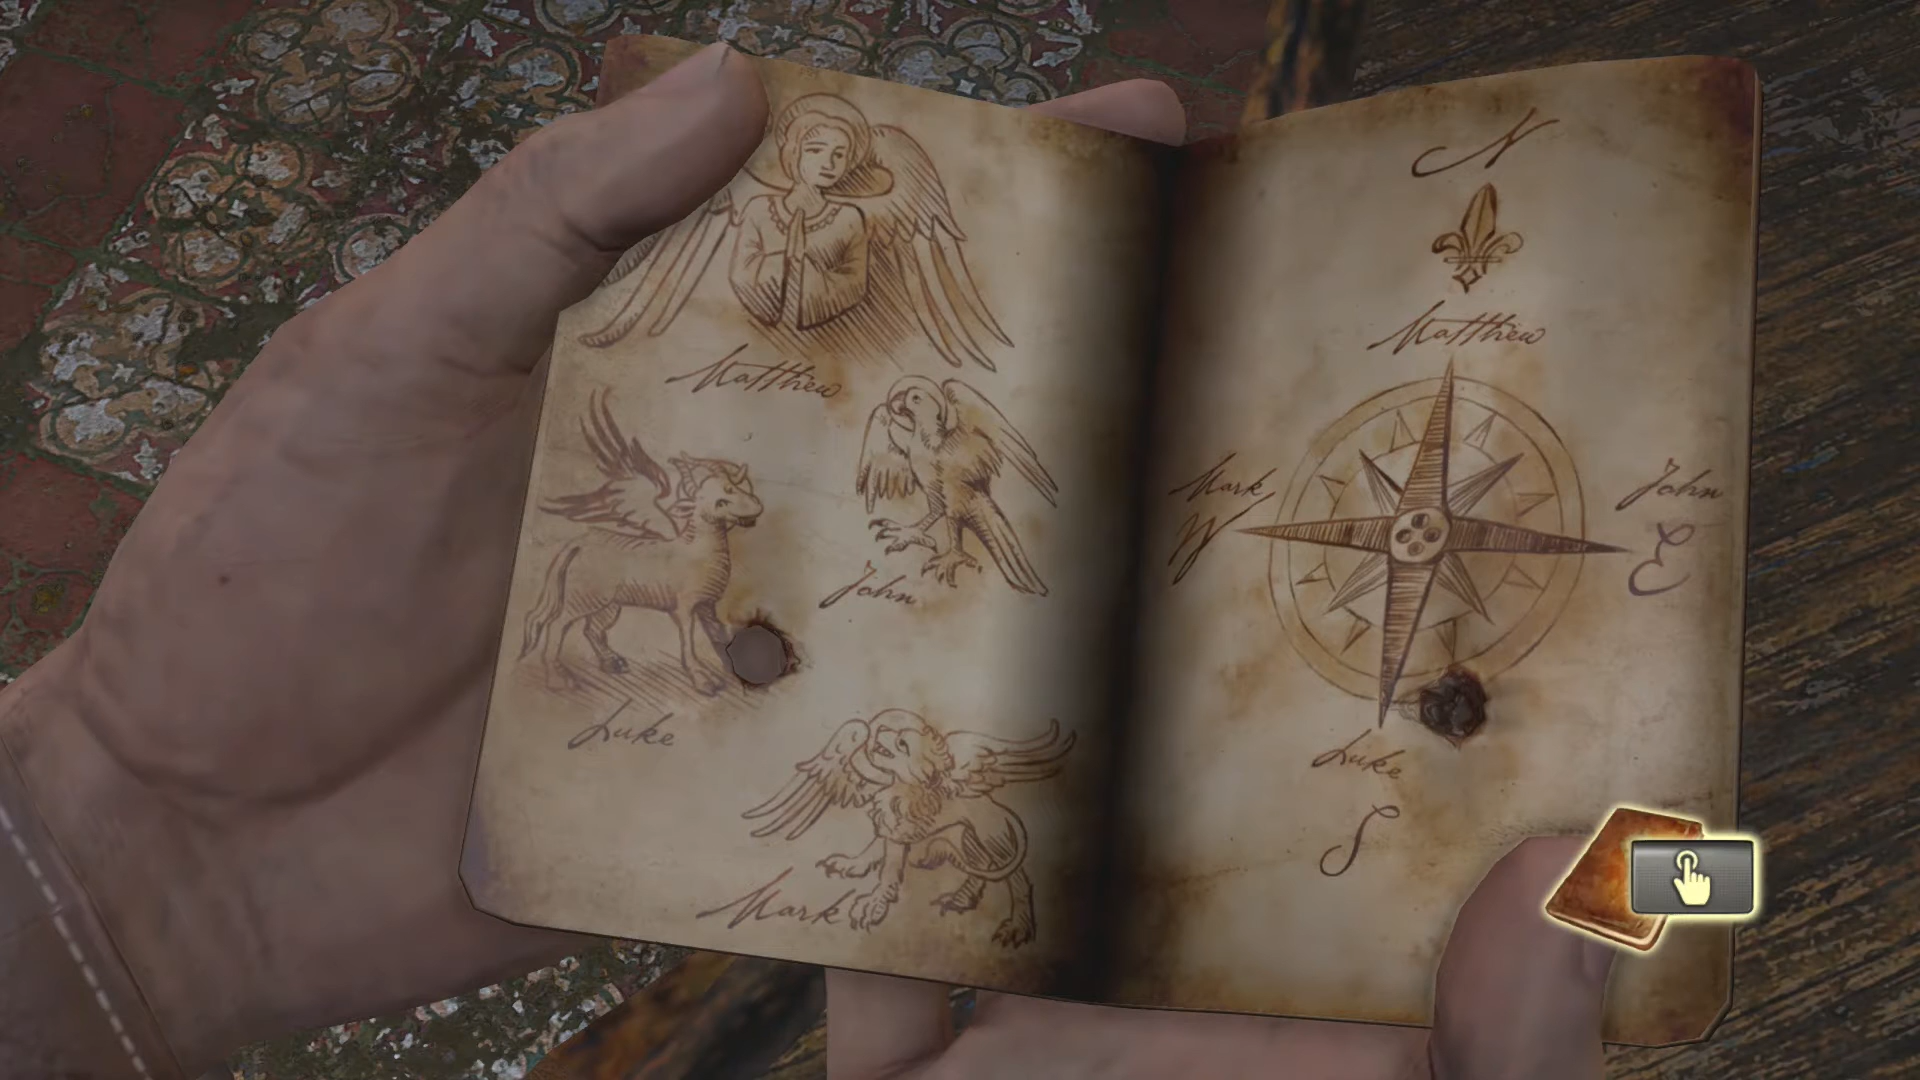 Matthew
John
Luke
Mark
N
Matthew
Mark
John
W
E
Luke
S